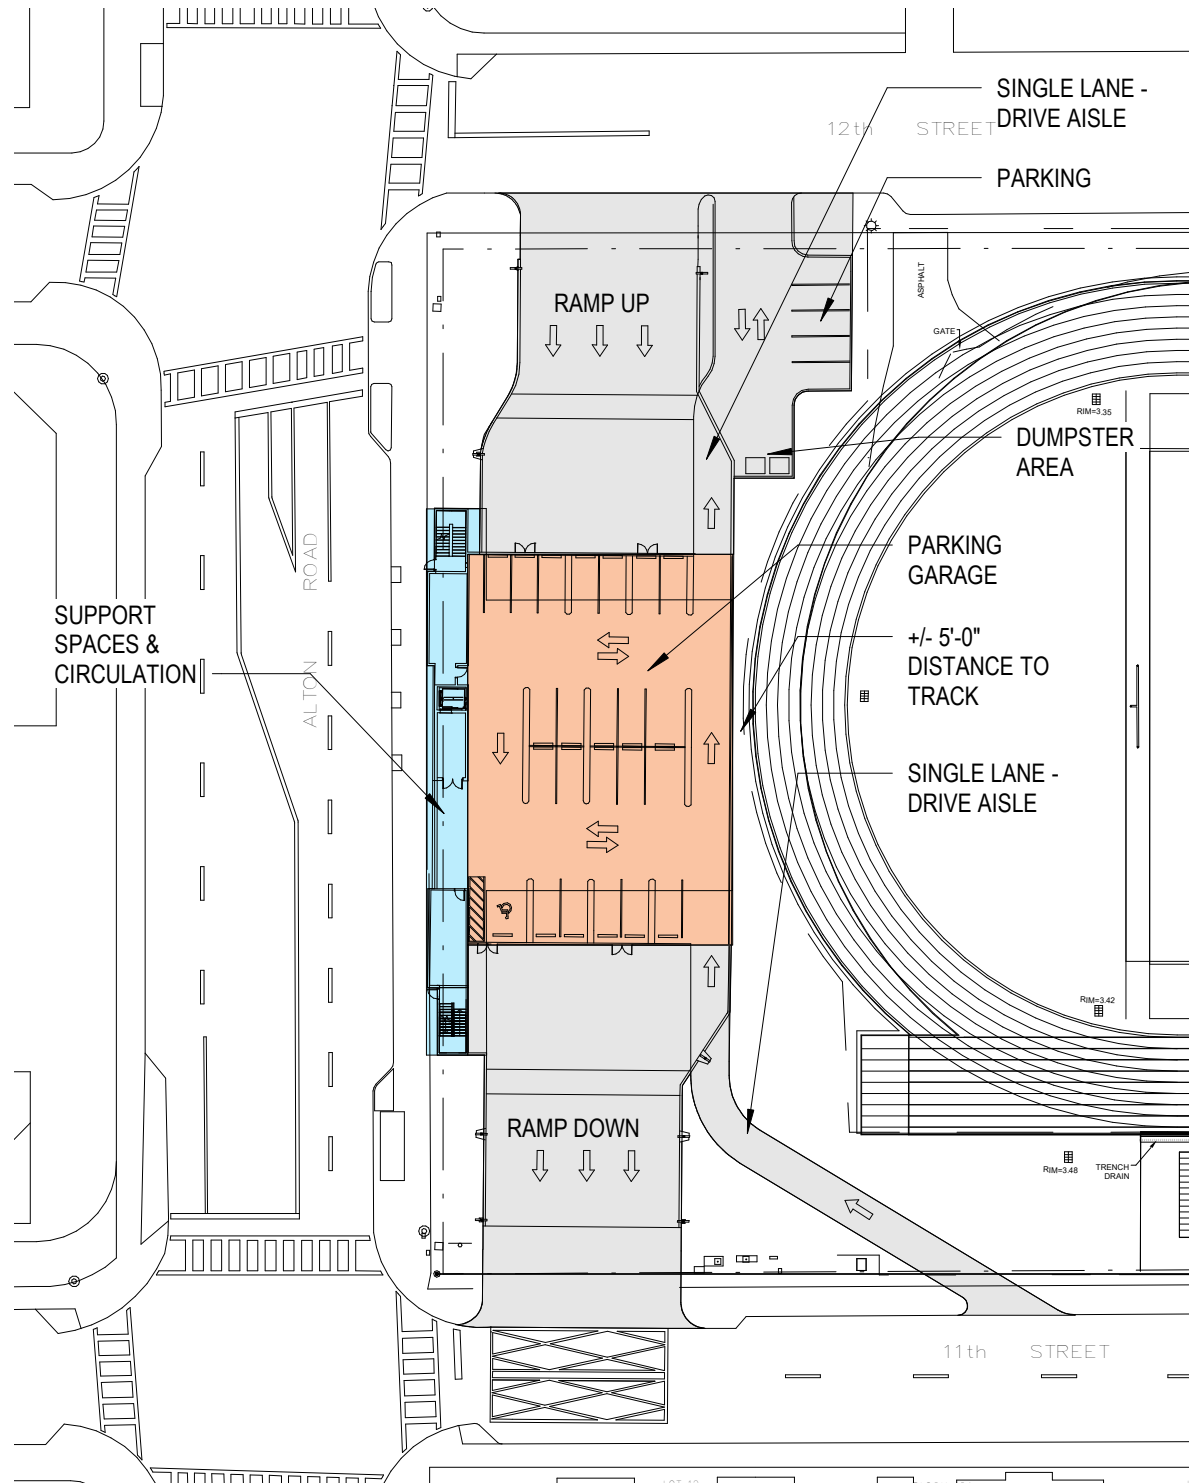 SINGLE LANE -
DRIVE AISLE
12th STREET
PARKING
ASPHALT
RAMP UP
GATE
RIM=3.35
DUMPSTER
AREA
PARKING
GARAGE
ALTON ROAD
SUPPORT
SPACES &
CIRCULATION
+/- 5'-0"
DISTANCE TO
TRACK
SINGLE LANE -
DRIVE AISLE
RIM=3.42
RAMP DOWN
RIM=3.48
TRENCH
DRAIN
11th STREET